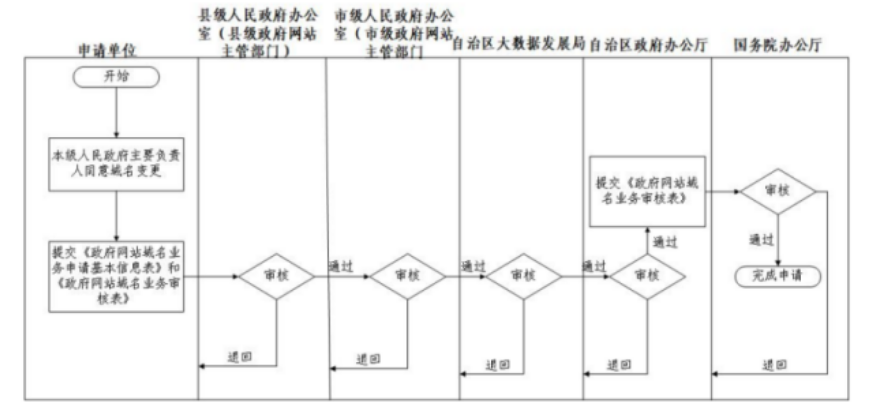 申请单位
县级人民政府办公
室（县级政府网站
主管部门）
市级人民政府办公
室（市级政府网站
主管部门
自治区大数据发展局
自治区政府办公厅
国务院办公厅
开始
本级人民政府主要负责
人同意域名变更
提交《政府网站域名业
务申请基本信息表》和
《政府网站域名业务审
核表》
审核
通过
审核
通过
审核
通过
审核
通过
提交《政府网站域
名业务审核表》
审核
通过
完成申请
退回
退回
退回
退回
退回